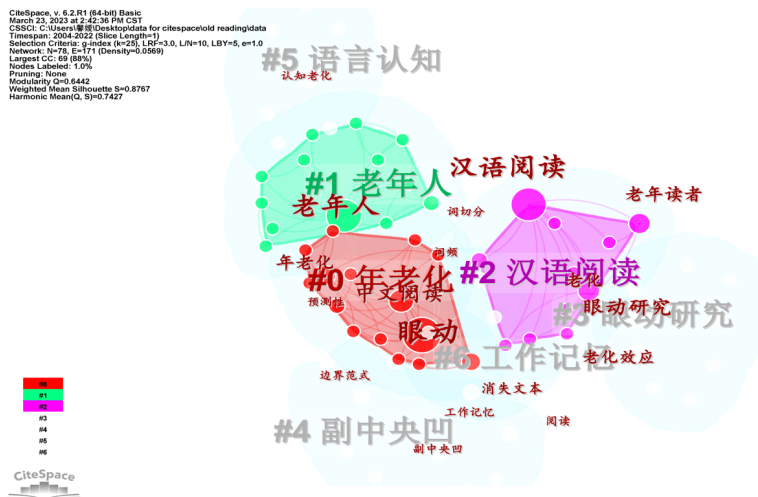 CiteSpace, v. 6.2.R1 (64-bit) Basic
March 23, 2023 at 2:42:36 PM CST
CSSCI: C:\Users\馨媛\Desktop\data for citespace\old reading\data
Timespan: 2004-2022 (Slice Length=1)
Selection Criteria: g-index (k=25), LRF=3.0, L/N=10, LBY=5, e=1.0
Network: N=78, E=171 (Density=0.0569)
Largest CC: 69 (88%)
Nodes Labeled: 1.0%
Pruning: None
Modularity Q=0.6442
Weighted Mean Silhouette S=0.8767
Harmonic Mean(Q, S)=0.7427
#5 语言认知
认知老化
汉语阅读
#1 老年人
老年读者
老年人
词切分
词频
年老化
#0 年老化
#2 汉语阅读
老化
中文阅读
预测性
眼动研究
#3 眼动研究
眼动
#6 工作记忆
老化效应
边界范式
消失文本
工作记忆
阅读
#4 副中央凹
副中央凹
#0
#1
#2
#3
#4
#5
#6
CiteSpace